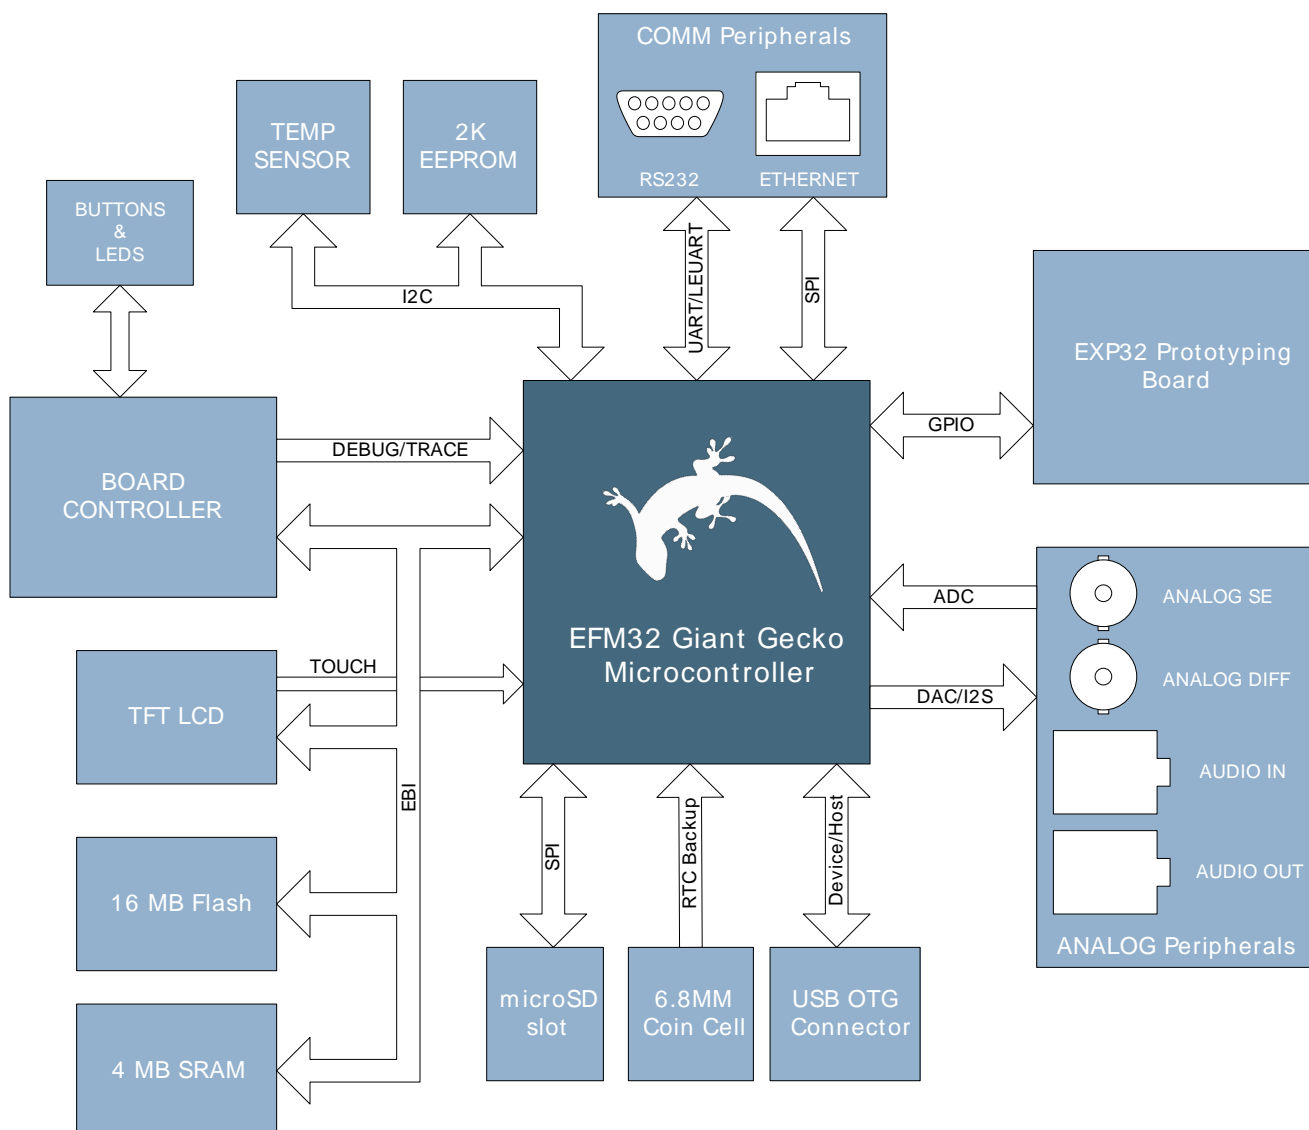 COMM Peripherals
RS232
ETHERNET
TEMP
SENSOR
2K
EEPROM
BUTTONS
&
LEDS
I2C
UART/LEUART
SPI
EXP32 Prototyping
Board
GPIO
BOARD
CONTROLLER
DEBUG/TRACE
EFM32 Giant Gecko
Microcontroller
ADC
DAC/I2S
ANALOG SE
ANALOG DIFF
AUDIO IN
AUDIO OUT
ANALOG Peripherals
TOUCH
TFT LCD
EBI
16 MB Flash
4 MB SRAM
SPI
RTC Backup
Device/Host
microSD
slot
6.8MM
Coin Cell
USB OTG
Connector